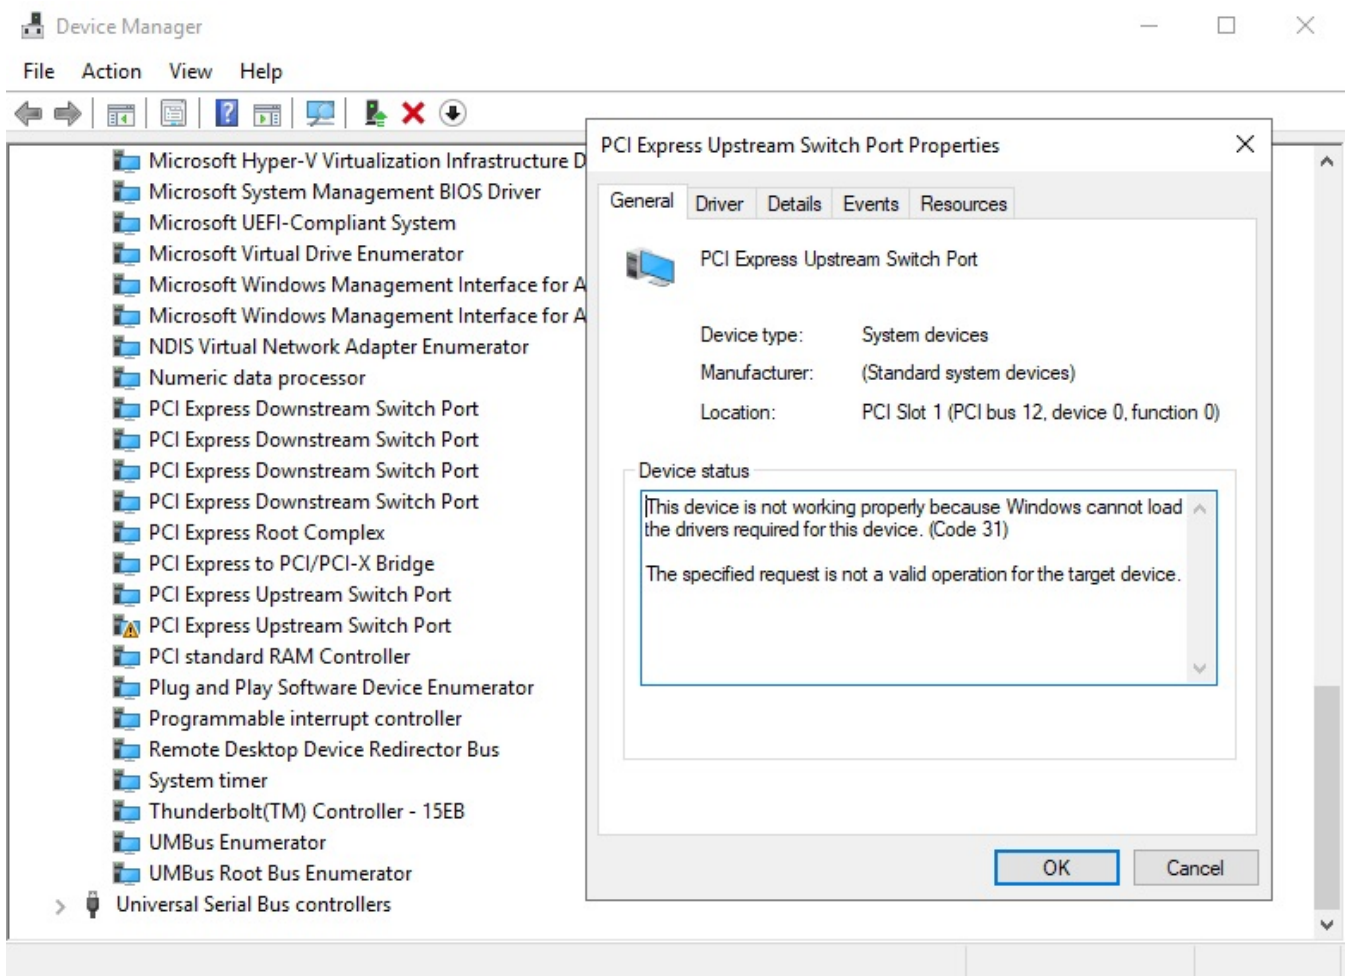 Device Manager
File Action View Help
Microsoft Hyper-V Virtualization Infrastructure D
Microsoft System Management BIOS Driver
Microsoft UEFI-Compliant System
Microsoft Virtual Drive Enumerator
Microsoft Windows Management Interface for A
Microsoft Windows Management Interface for A
NDIS Virtual Network Adapter Enumerator
Numeric data processor
PCI Express Downstream Switch Port
PCI Express Downstream Switch Port
PCI Express Downstream Switch Port
PCI Express Downstream Switch Port
PCI Express Root Complex
PCI Express to PCI/PCI-X Bridge
PCI Express Upstream Switch Port
PCI Express Upstream Switch Port
PCI standard RAM Controller
Plug and Play Software Device Enumerator
Programmable interrupt controller
Remote Desktop Device Redirector Bus
System timer
Thunderbolt(TM) Controller - 15EB
UMBus Enumerator
UMBus Root Bus Enumerator
Universal Serial Bus controllers
PCI Express Upstream Switch Port Properties
General Driver Details Events Resources
PCI Express Upstream Switch Port
Device type: System devices
Manufacturer: (Standard system devices)
Location: PCI Slot 1 (PCI bus 12, device 0, function 0)
Device status
This device is not working properly because Windows cannot load
the drivers required for this device. (Code 31)
The specified request is not a valid operation for the target device.
OK Cancel